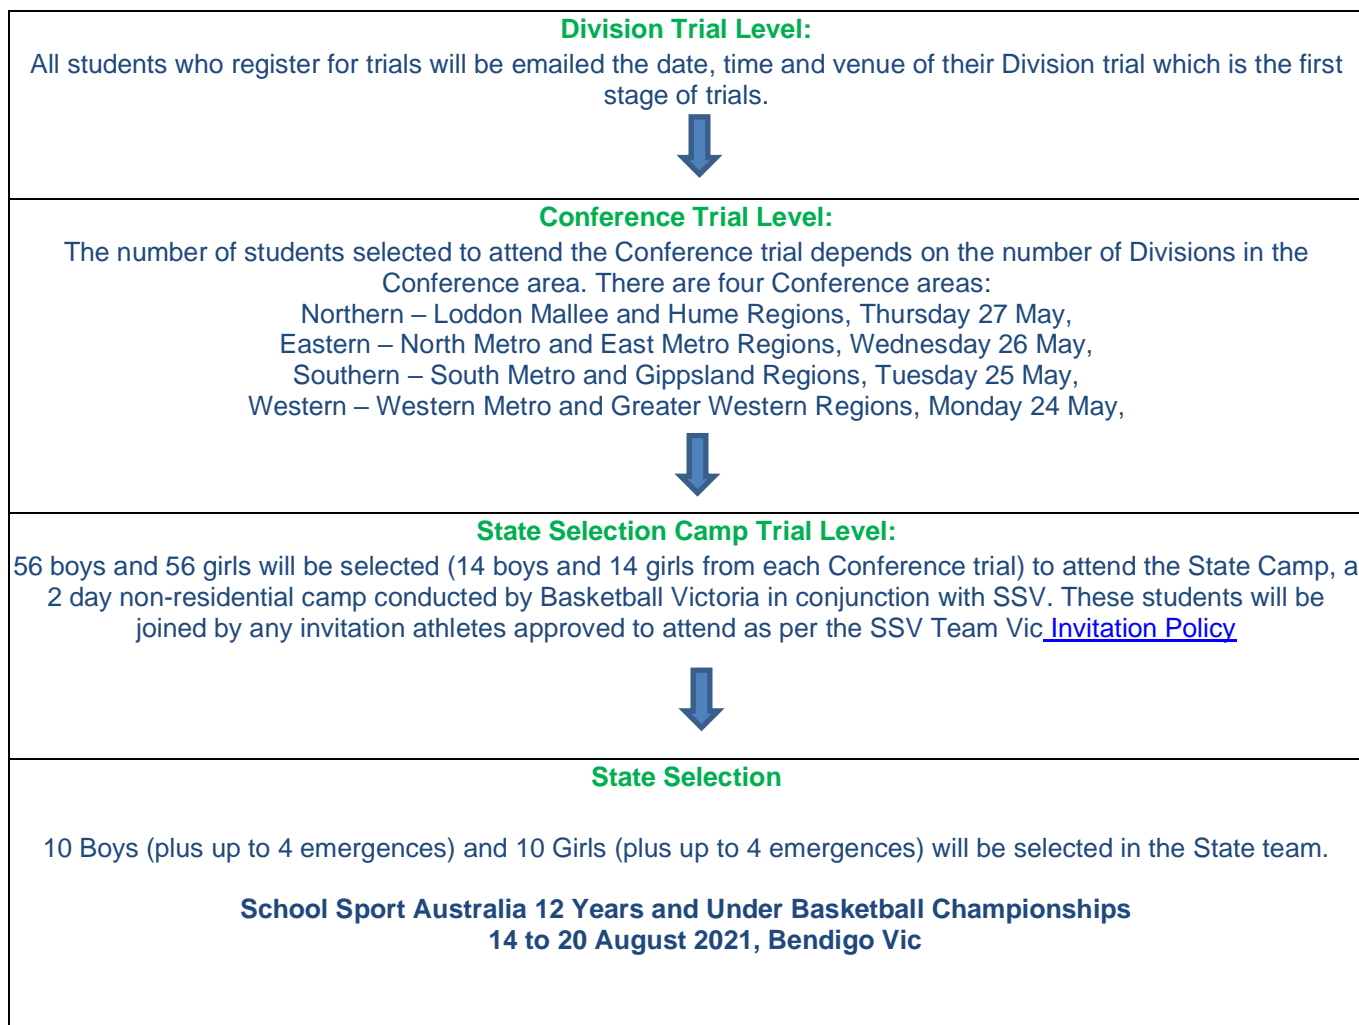 Division Trial Level:
All students who register for trials will be emailed the date, time and venue of their Division trial which is the first
stage of trials.
Conference Trial Level:
The number of students selected to attend the Conference trial depends on the number of Divisions in the
Conference area. There are four Conference areas:
Northern – Loddon Mallee and Hume Regions, Thursday 27 May,
Eastern – North Metro and East Metro Regions, Wednesday 26 May,
Southern – South Metro and Gippsland Regions, Tuesday 25 May,
Western – Western Metro and Greater Western Regions, Monday 24 May,
State Selection Camp Trial Level:
56 boys and 56 girls will be selected (14 boys and 14 girls from each Conference trial) to attend the State Camp, a
2 day non-residential camp conducted by Basketball Victoria in conjunction with SSV. These students will be
joined by any invitation athletes approved to attend as per the SSV Team Vic Invitation Policy
State Selection
10 Boys (plus up to 4 emergences) and 10 Girls (plus up to 4 emergences) will be selected in the State team.
School Sport Australia 12 Years and Under Basketball Championships
14 to 20 August 2021, Bendigo Vic